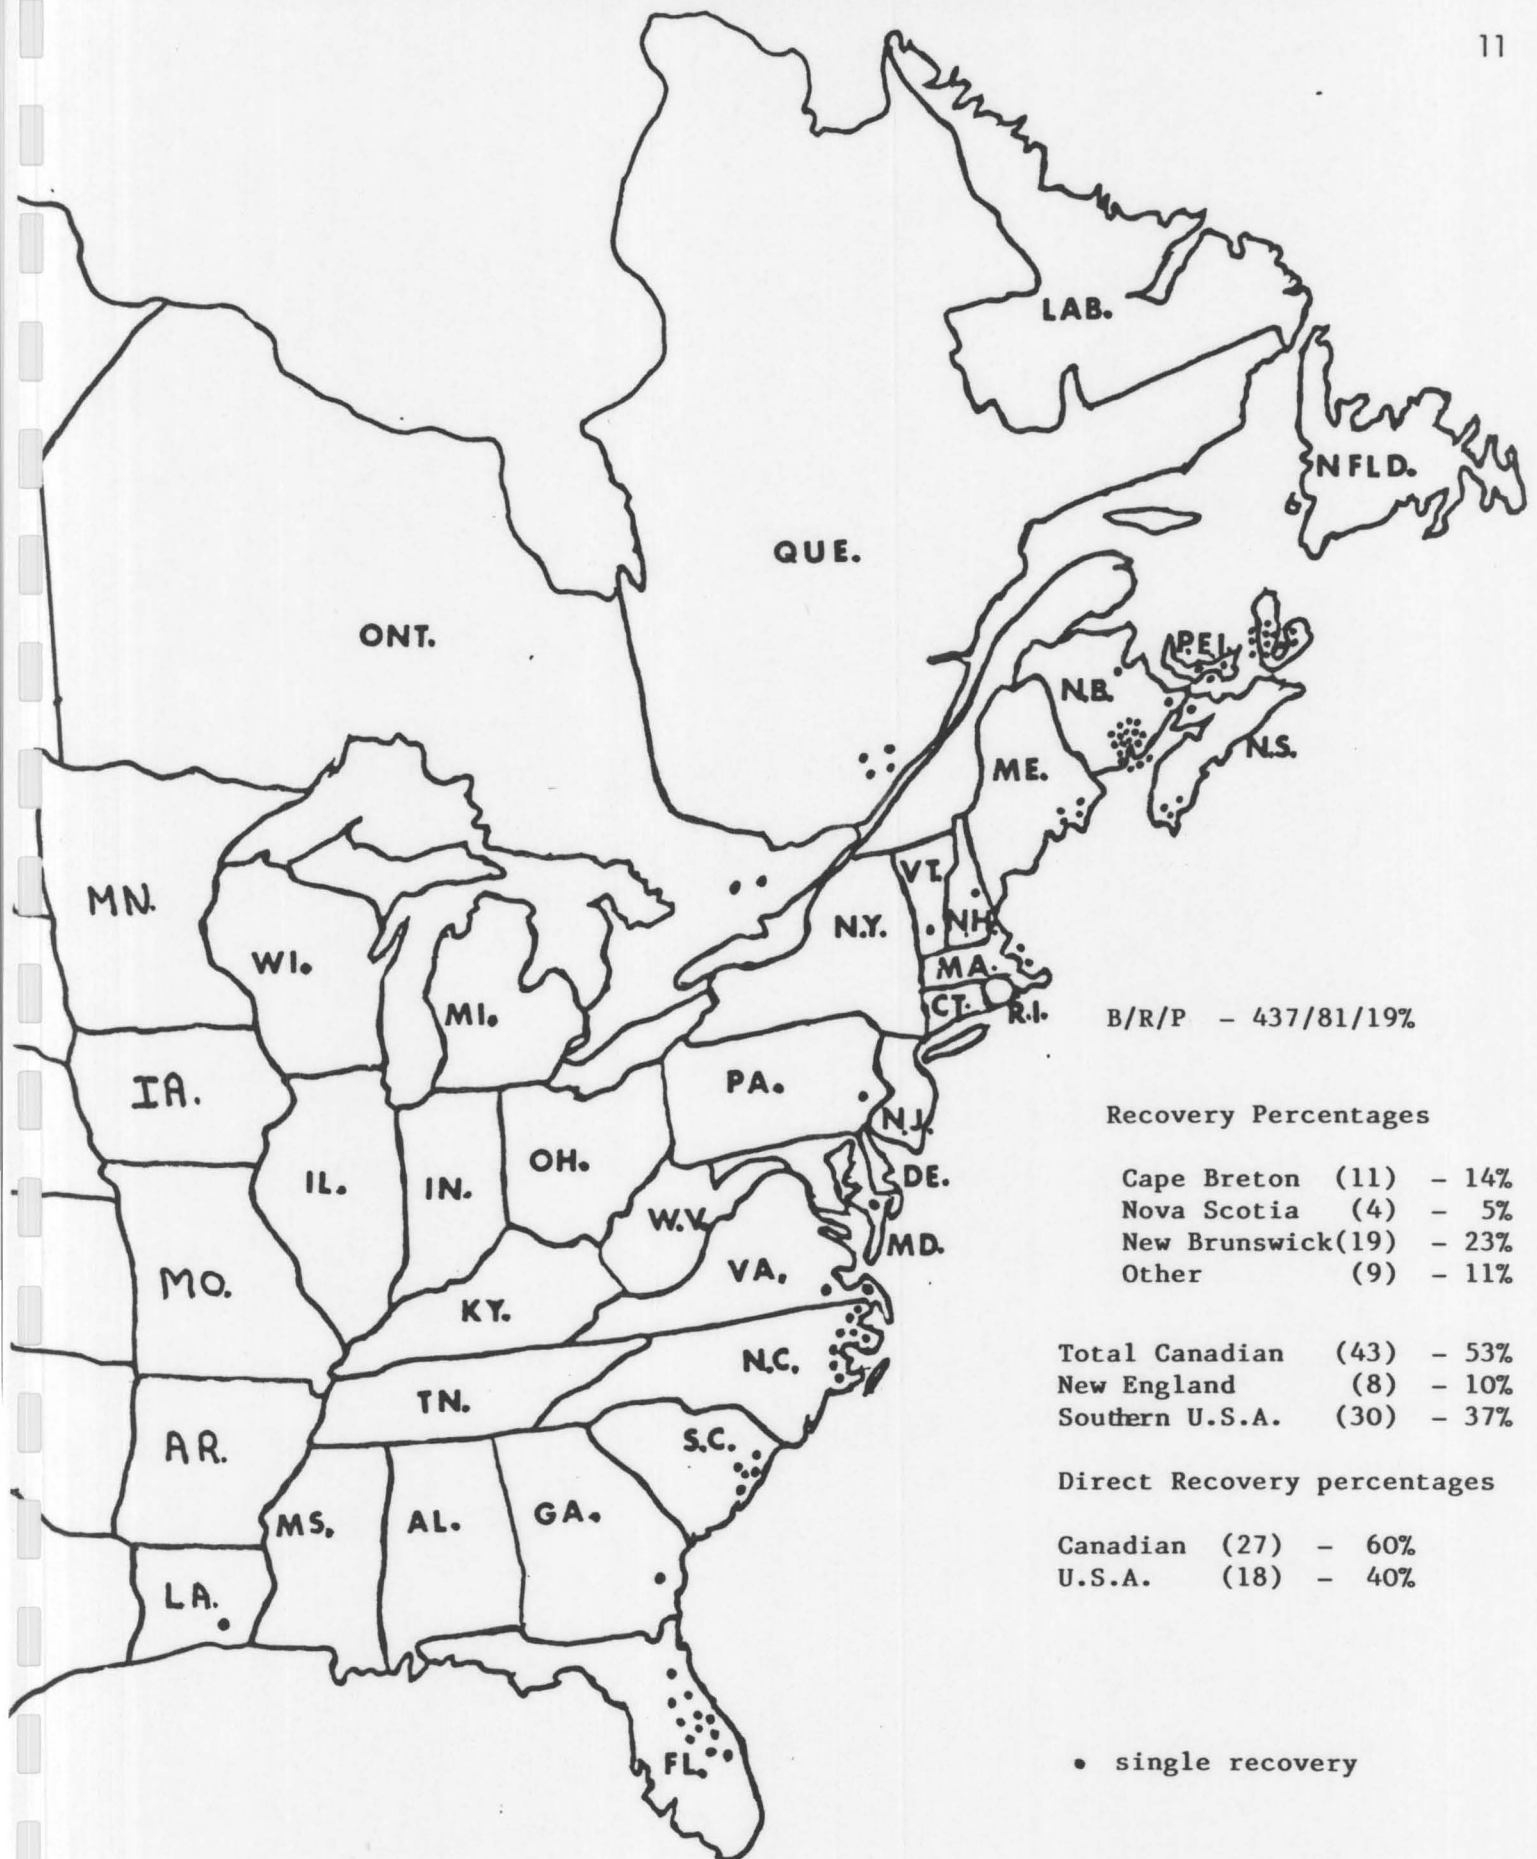 11
LAB.
NFLD.
QUE.
ONT.
P.E.I.
N.B.
N.S.
ME.
MN.
VT.
N.Y.
N.H.
WI.
MA.
MI.
CT.
R.I.
B/R/P - 437/81/19%
IA.
PA.
N.J.
Recovery Percentages
OH.
DE.
IL.
IN.
Cape Breton (11) - 14%
W.V.
Nova Scotia (4) - 5%
MD.
New Brunswick(19) - 23%
MO.
VA.
Other (9) - 11%
KY.
N.C.
Total Canadian (43) - 53%
TN.
New England (8) - 10%
Southern U.S.A. (30) - 37%
AR.
S.C.
Direct Recovery percentages
MS.
AL.
GA.
Canadian (27) - 60%
LA.
U.S.A. (18) - 40%
FL.
• single recovery